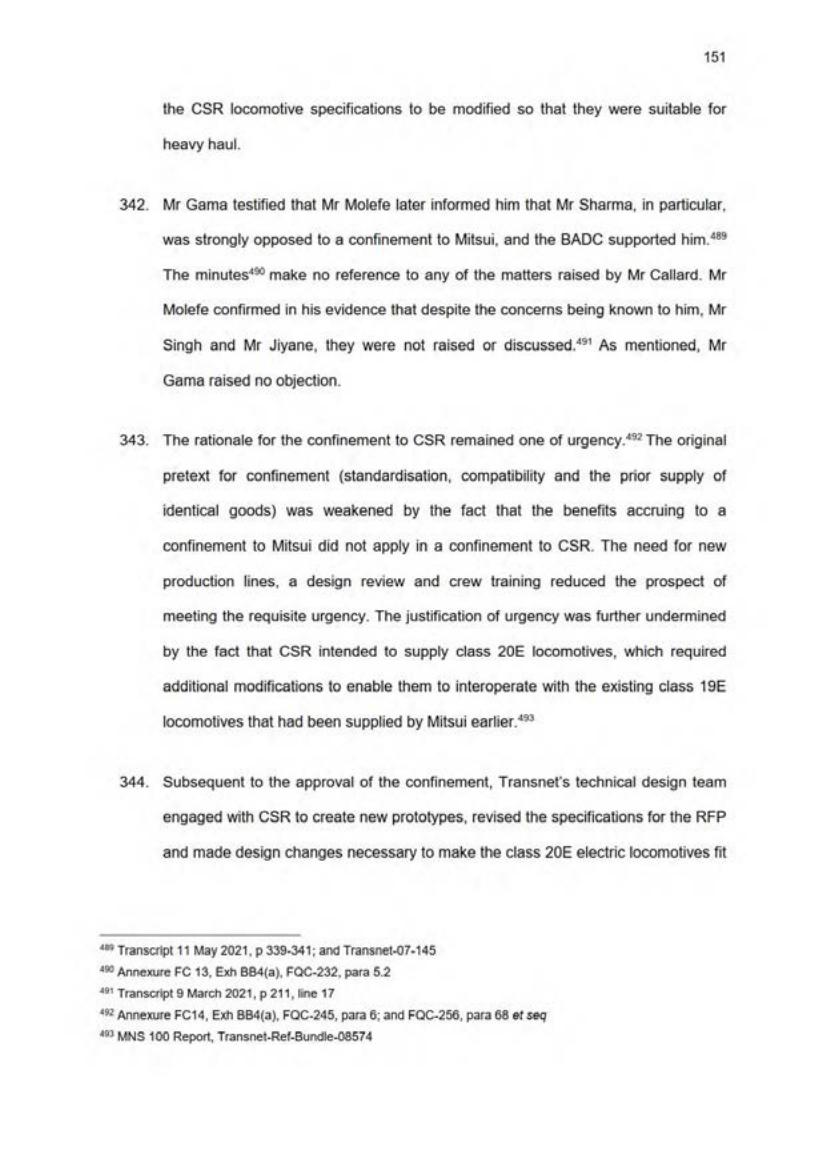 151
the CSR locomotive specifications to be modified so that they were suitable for
heavy haul.
342. Mr Gama testified that Mr Molefe later informed him that Mr Sharma, in particular,
was strongly opposed to a confinement to Mitsui, and the BADC supported him.489
The minutes490 make no reference to any of the matters raised by Mr Callard. Mr
Molefe confirmed in his evidence that despite the concerns being known to him, Mr
Singh and Mr Jiyane, they were not raised or discussed.491 As mentioned, Mr
Gama raised no objection.
343. The rationale for the confinement to CSR remained one of urgency.492 The original
pretext for confinement (standardisation, compatibility and the prior supply of
identical goods) was weakened by the fact that the benefits accruing to a
confinement to Mitsui did not apply in a confinement to CSR. The need for new
production lines, a design review and crew training reduced the prospect of
meeting the requisite urgency. The justification of urgency was further undermined
by the fact that CSR intended to supply class 20E locomotives, which required
additional modifications to enable them to interoperate with the existing class 19E
locomotives that had been supplied by Mitsui earlier.493
344. Subsequent to the approval of the confinement, Transnet's technical design team
engaged with CSR to create new prototypes, revised the specifications for the RFP
and made design changes necessary to make the class 20E electric locomotives fit
489 Transcript 11 May 2021, p 339-341; and Transnet-07-145
490 Annexure FC 13, Exh BB4(a), FQC-232, para 5.2
491 Transcript 9 March 2021, p 211, line 17
492 Annexure FC14, Exh BB4(a), FQC-245, para 6; and FQC-256, para 68 et seq
493 MNS 100 Report, Transnet-Ref-Bundle-08574